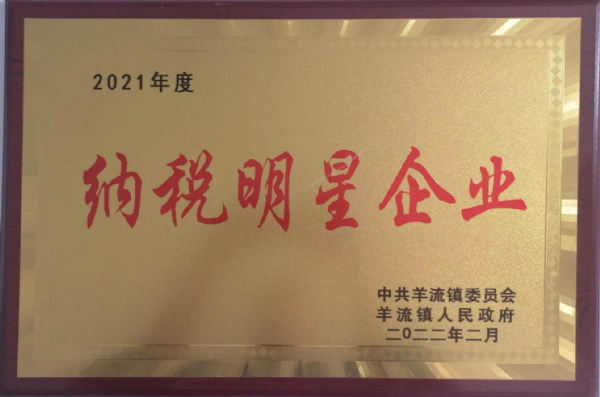 2021年度
纳税明星企业
中共羊流镇委员会
羊流镇人民政府
二〇二二年二月